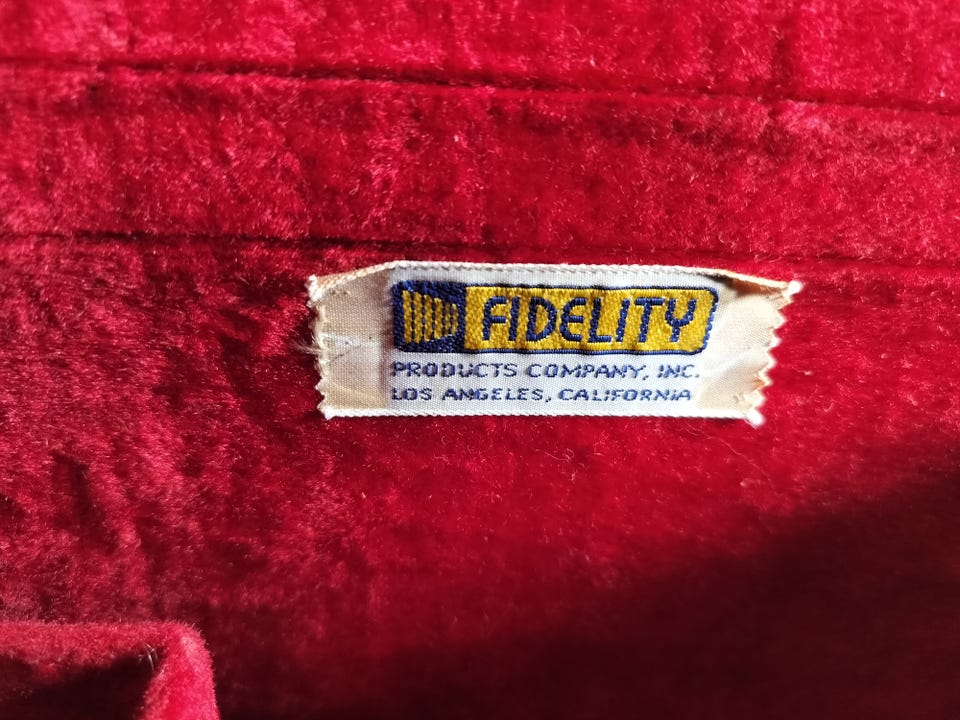 FIDELITY
PRODUCTS COMPANY, INC.
LOS ANGELES, CALIFORNIA